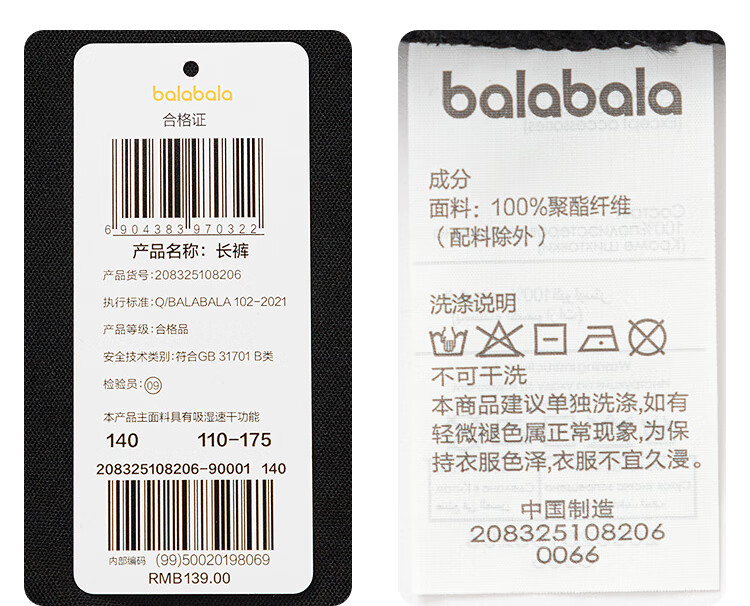 balabala
合格证
6 904383 970322
产品名称：长裤
产品货号:208325108206
执行标准:Q/BALABALA 102-2021
产品等级:合格品
安全技术类别:符合GB 31701 B类
检验员:09
本产品主面料具有吸湿速干功能
140 110-175
208325108206-90001 140
内部编码 (99)50020198069
RMB139.00
balabala
成分
面料：100%聚酯纤维
（配料除外）
洗涤说明
不可干洗
本商品建议单独洗涤,如有
轻微褪色属正常现象,为保
持衣服色泽,衣服不宜久浸。
中国制造
208325108206
0066